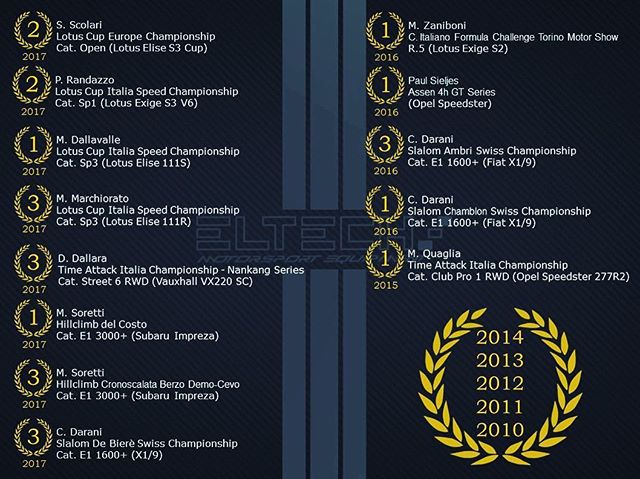 2
2017
S. Scolari
Lotus Cup Europe Championship
Cat. Open (Lotus Elise S3 Cup)
2
2017
P. Randazzo
Lotus Cup Italia Speed Championship
Cat. Sp1 (Lotus Exige S3 V6)
1
2017
M. Dallavalle
Lotus Cup Italia Speed Championship
Cat. Sp3 (Lotus Elise 111S)
3
2017
M. Marchiorato
Lotus Cup Italia Speed Championship
Cat. Sp3 (Lotus Elise 111R)
3
2017
D. Dallara
Time Attack Italia Championship - Nankang Series
Cat. Street 6 RWD (Vauxhall VX220 SC)
1
2017
M. Soretti
Hillclimb del Costo
Cat. E1 3000+ (Subaru Impreza)
3
2017
M. Soretti
Hillclimb Cronoscalata Berzo Demo-Cevo
Cat. E1 3000+ (Subaru Impreza)
3
2017
C. Darani
Slalom De Bierè Swiss Championship
Cat. E1 1600+ (X1/9)
1
2016
M. Zaniboni
C. Italiano Formula Challenge Torino Motor Show
R.5 (Lotus Exige S2)
1
2016
Paul Sieljes
Assen 4h GT Series
(Opel Speedster)
3
2016
C. Darani
Slalom Ambri Swiss Championship
Cat. E1 1600+ (Fiat X1/9)
1
2016
C. Darani
Slalom Chamblon Swiss Championship
Cat. E1 1600+ (Fiat X1/9)
1
2015
M. Quaglia
Time Attack Italia Championship
Cat. Club Pro 1 RWD (Opel Speedster 277R2)
2014
2013
2012
2011
2010
MOTORSPORT